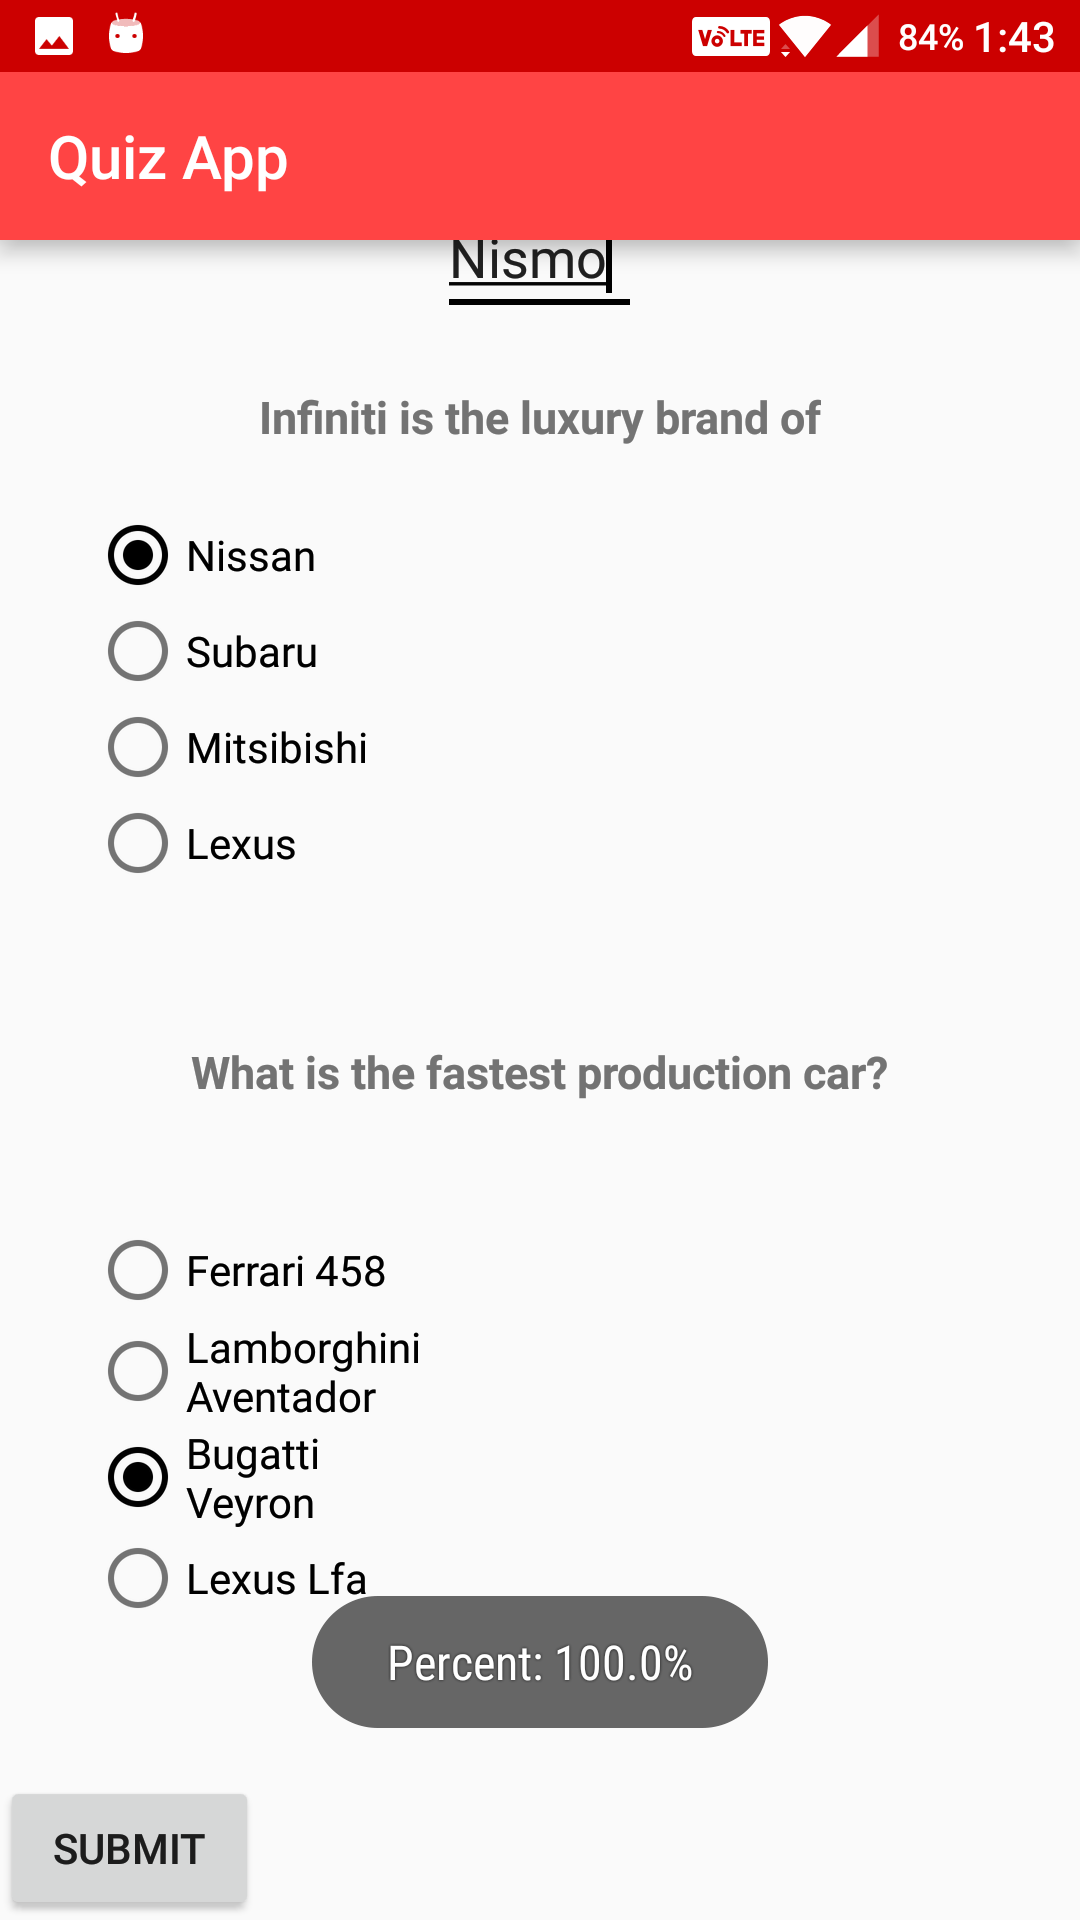 VoLTE 84% 1:43
Quiz App
Nismo
Infiniti is the luxury brand of
Nissan
Subaru
Mitsibishi
Lexus
What is the fastest production car?
Ferrari 458
Lamborghini
Aventador
Bugatti
Veyron
Lexus Lfa
Percent: 100.0%
SUBMIT